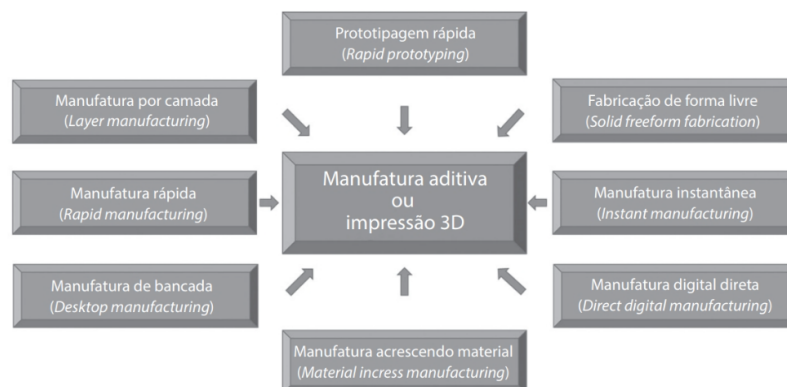 Prototipagem rápida
(Rapid prototyping)
Manufatura por camada
(Layer manufacturing)
Fabricação de forma livre
(Solid freeform fabrication)
Manufatura rápida
(Rapid manufacturing)
Manufatura aditiva
ou
impressão 3D
Manufatura instantânea
(Instant manufacturing)
Manufatura de bancada
(Desktop manufacturing)
Manufatura digital direta
(Direct digital manufacturing)
Manufatura acrescendo material
(Material incress manufacturing)